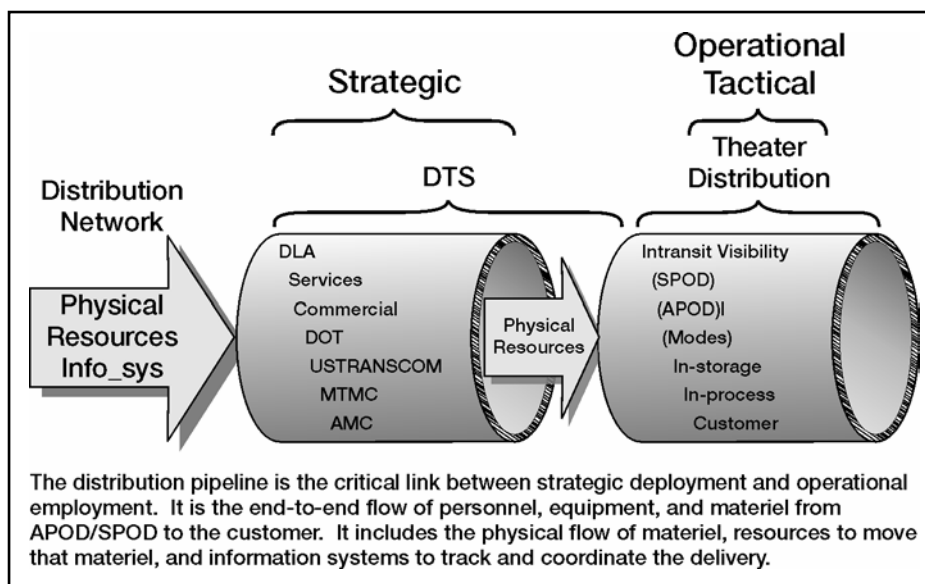 Strategic
Operational
Tactical
DTS
Theater
Distribution
Distribution
Network
Physical
Resources
Info_sys
DLA
Services
Commercial
DOT
USTRANSCOM
MTMC
AMC
Physical
Resources
Intransit Visibility
(SPOD)
(APOD)I
(Modes)
In-storage
In-process
Customer
The distribution pipeline is the critical link between strategic deployment and operational
employment. It is the end-to-end flow of personnel, equipment, and materiel from
APOD/SPOD to the customer. It includes the physical flow of materiel, resources to move
that materiel, and information systems to track and coordinate the delivery.